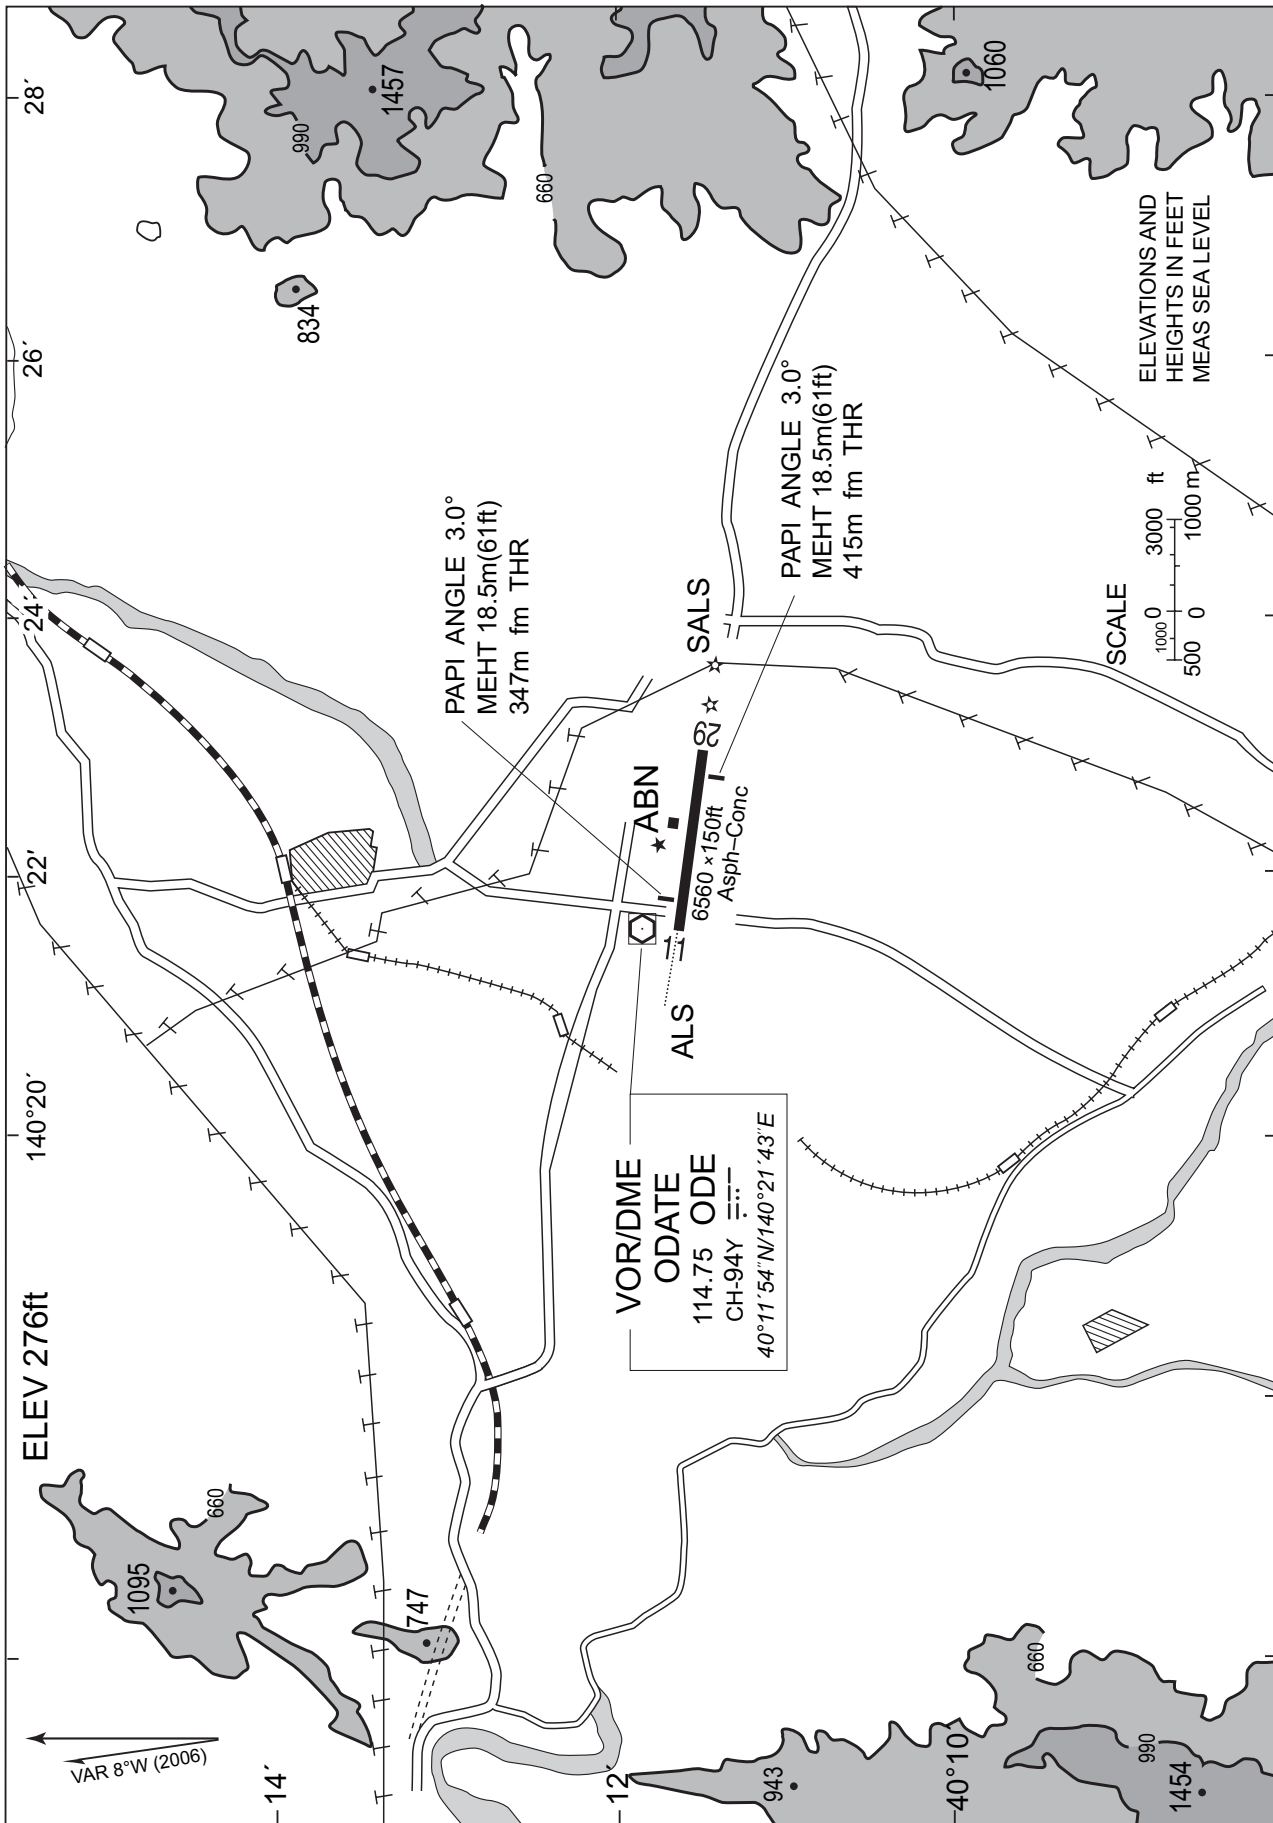 ELEV 276ft
140°20′
22′
24′
26′
28′
VAR 8°W (2006)
14′
12
40°10
1095
660
747
834
990
1457
660
1060
660
943
990
1454
PAPI ANGLE 3.0°
MEHT 18.5m(61ft)
347m fm THR
PAPI ANGLE 3.0°
MEHT 18.5m(61ft)
415m fm THR
ABN
SALS
ALS
11
29
6560×150ft
Asph–Conc
VOR/DME
ODATE
114.75 ODE
CH-94Y
40°11′54″N/140°21′43″E
SCALE
1000 0 3000 ft
500 0 1000 m
ELEVATIONS AND
HEIGHTS IN FEET
MEAS SEA LEVEL